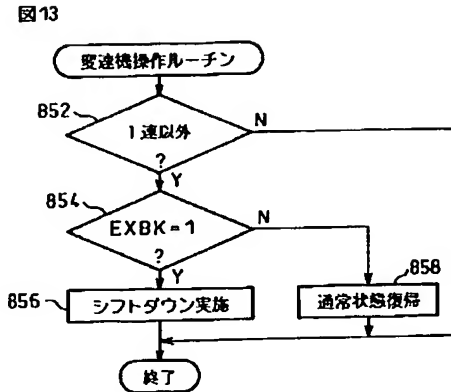 図13
変速機操作ルーチン
852
1速以外
?
N
Y
854
EXBK=1
?
N
Y
856
シフトダウン実施
858
通常状態復帰
終了